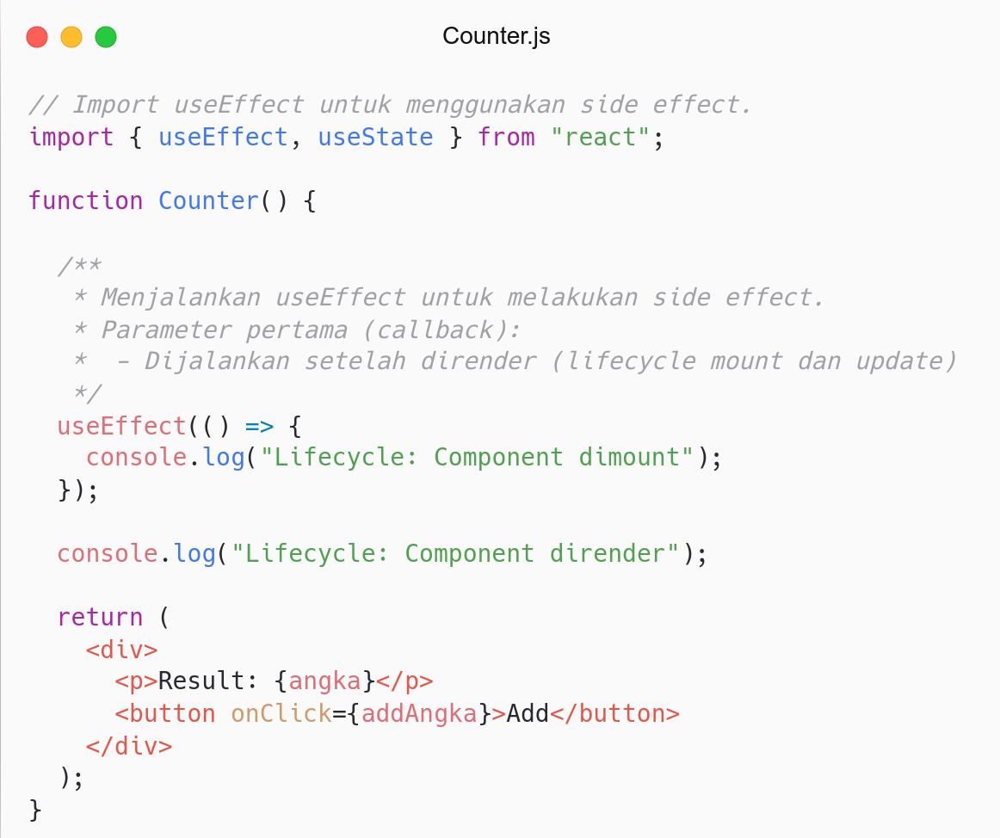 Counter.js
// Import useEffect untuk menggunakan side effect.
import { useEffect, useState } from "react";
function Counter() {
/**
* Menjalankan useEffect untuk melakukan side effect.
* Parameter pertama (callback):
*  – Dijalankan setelah dirender (lifecycle mount dan update)
*/
useEffect(() => {
console.log("Lifecycle: Component dimount");
});
console.log("Lifecycle: Component dirender");
return (
<div>
<p>Result: {angka}</p>
<button onClick={addAngka}>Add</button>
</div>
);
}